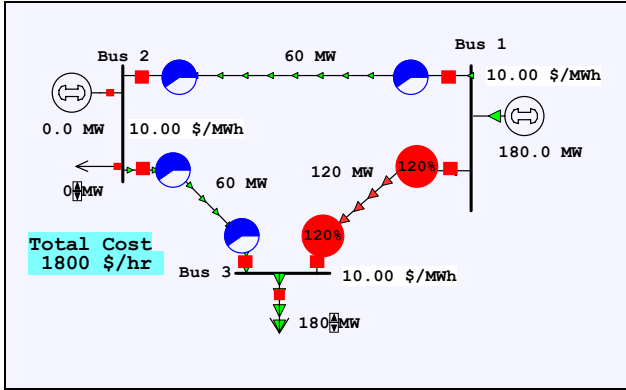 Bus 2
60 MW
Bus 1
10.00 $/MWh
0.0 MW
10.00 $/MWh
180.0 MW
120%
120 MW
0 MW
60 MW
120%
Total Cost
1800 $/hr
Bus 3
10.00 $/MWh
180 MW